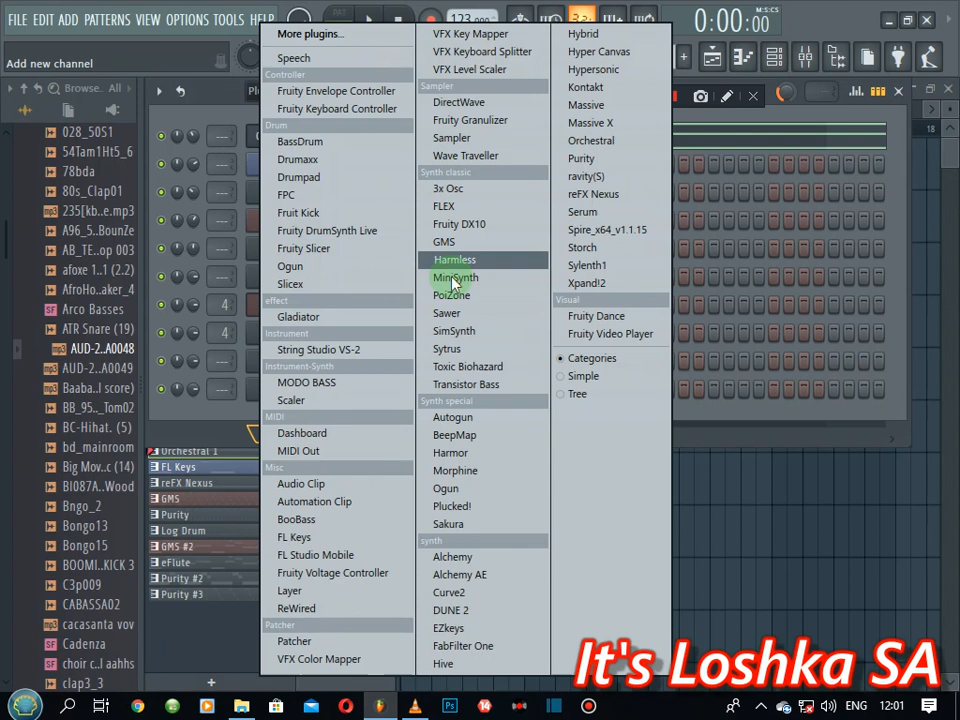 FILE EDIT ADD PATTERNS VIEW OPTIONS TOOLS HELP
PAT
123.000
3.2
0:00:00
M:S:CS
Add new channel
Browse.. All
028_50S1
54Tam1Ht5_6
78bda
80s_Clap01
235[kb..e.mp3
A96_5..BounZe
AB_TE..op 003
afoxe 1..1 (2)
AfroHo..aker_4
Arco Basses
ATR Snare (19)
AUD-2..A0048
AUD-2..A0049
Baaba..l score)
BB_95.._Tom02
BC-Hihat. (5)
bd_mainroom
Big Mov..c (14)
BI087A..Wood
Bngo_2
Bongo13
Bongo15
BOOMI..KICK 3
C3p009
CABASSA02
cacasanta vov
Cadenza
choir c..l aahhs
clap3_3
4
4
Orchestral 1
FL Keys
reFX Nexus
GMS
Purity
Log Drum
GMS #2
eFlute
Purity #2
Purity #3
More plugins...
Speech
Controller
Fruity Envelope Controller
Fruity Keyboard Controller
Drum
BassDrum
Drumaxx
Drumpad
FPC
Fruit Kick
Fruity DrumSynth Live
Fruity Slicer
Ogun
Slicex
effect
Gladiator
Instrument
String Studio VS-2
Instrument-Synth
MODO BASS
Scaler
MIDI
Dashboard
MIDI Out
Misc
Audio Clip
Automation Clip
BooBass
FL Keys
FL Studio Mobile
Fruity Voltage Controller
Layer
ReWired
Patcher
Patcher
VFX Color Mapper
VFX Key Mapper
VFX Keyboard Splitter
VFX Level Scaler
Sampler
DirectWave
Fruity Granulizer
Sampler
Wave Traveller
Synth classic
3x Osc
FLEX
Fruity DX10
GMS
Harmless
MiniSynth
PoiZone
Sawer
SimSynth
Sytrus
Toxic Biohazard
Transistor Bass
Synth special
Autogun
BeepMap
Harmor
Morphine
Ogun
Plucked!
Sakura
synth
Alchemy
Alchemy AE
Curve2
DUNE 2
EZkeys
FabFilter One
Hive
Hybrid
Hyper Canvas
Hypersonic
Kontakt
Massive
Massive X
Orchestral
Purity
ravity(S)
reFX Nexus
Serum
Spire_x64_v1.1.15
Storch
Sylenth1
Xpand!2
Visual
Fruity Dance
Fruity Video Player
Categories
Simple
Tree
18
It's Loshka SA
ENG
12:01